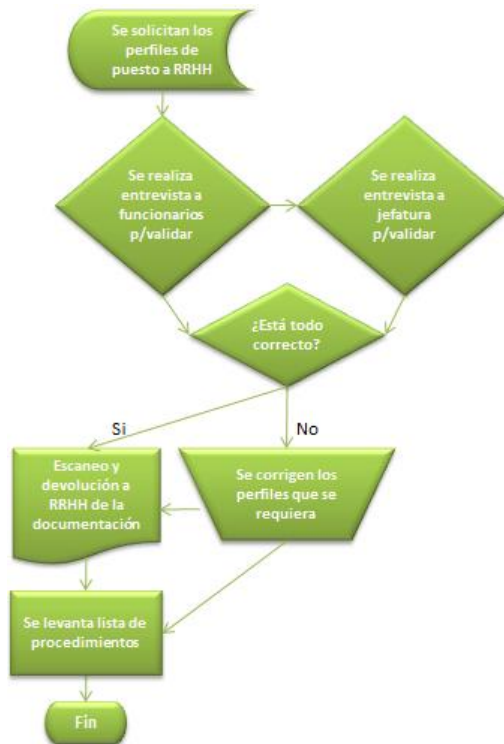 Se solicitan los
perfiles de
puesto a RRHH
Se realiza
entrevista a
funcionarios
p/validar
Se realiza
entrevista a
jefatura
p/validar
¿Está todo
correcto?
Si
No
Escaneo y
devolución a
RRHH de la
documentación
Se corrigen los
perfiles que se
requiera
Se levanta lista de
procedimientos
Fin